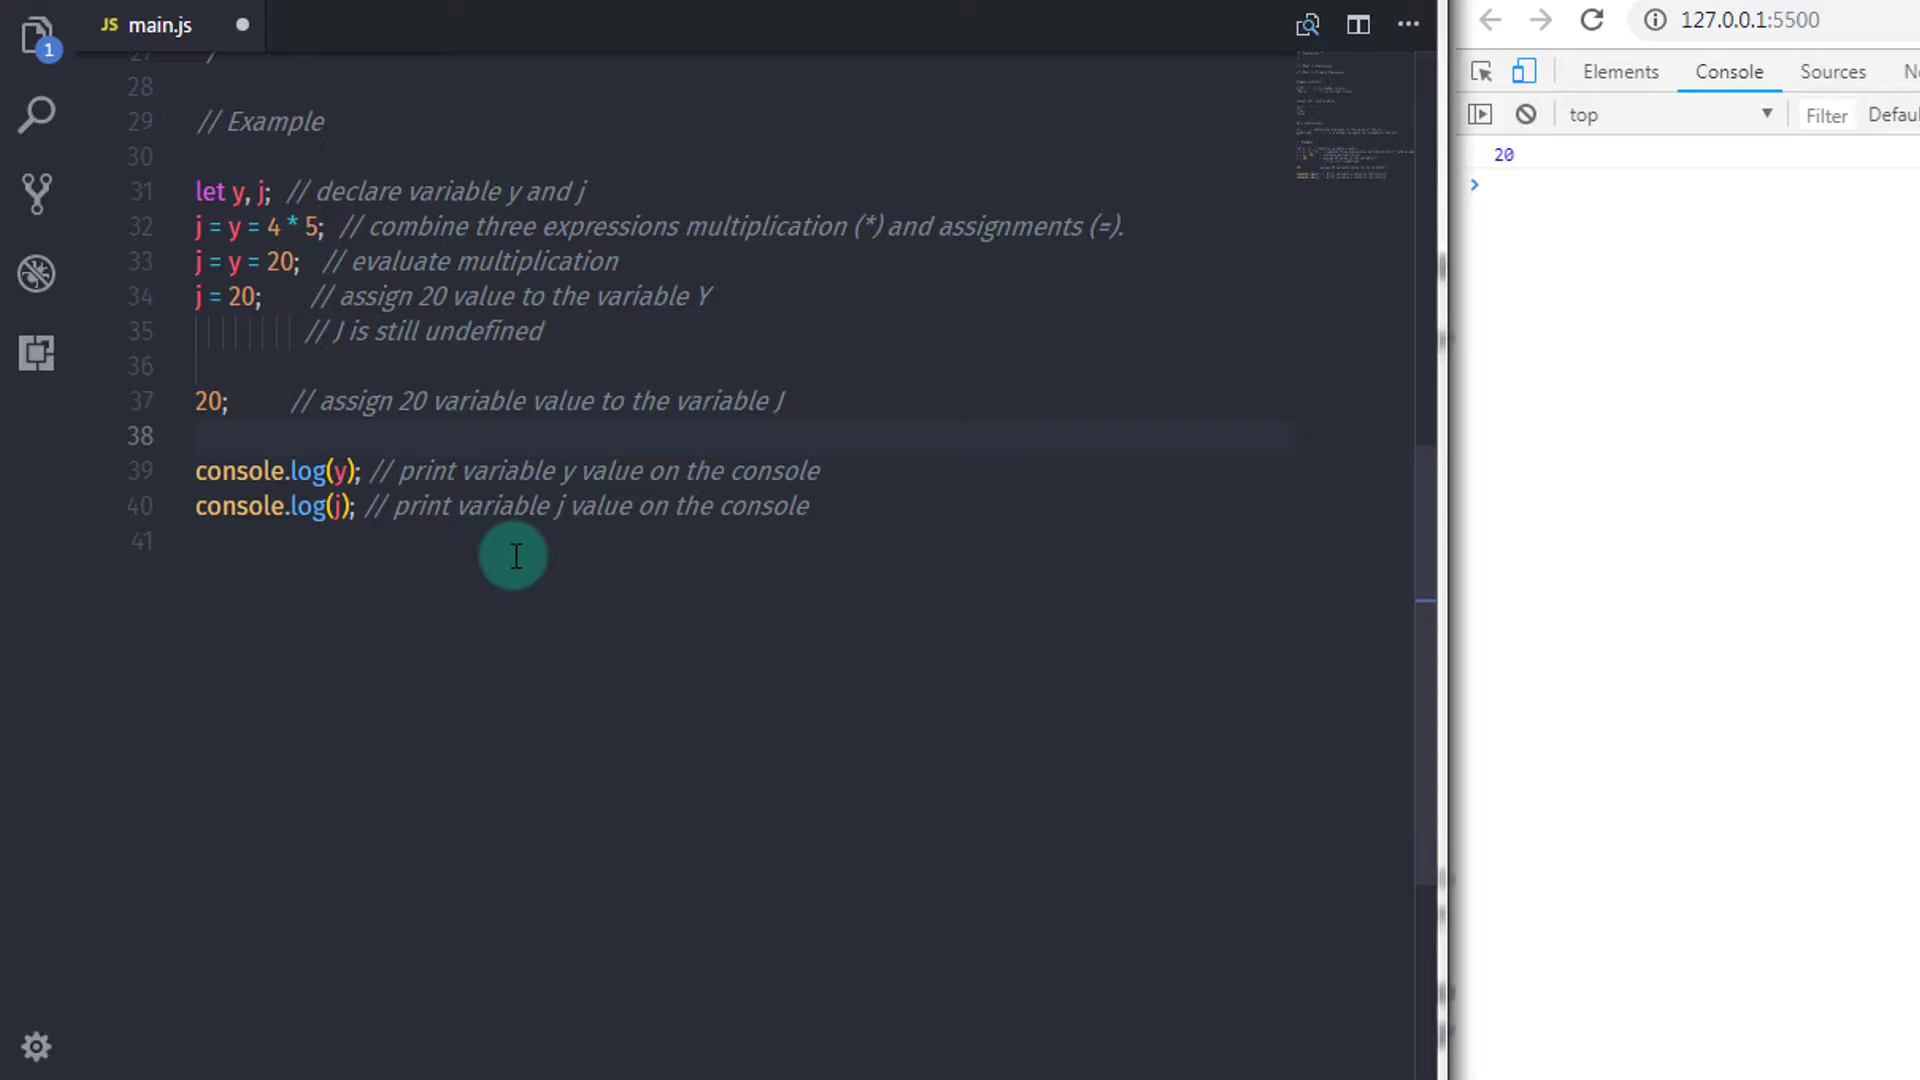 JS main.js
1
28
29 // Example
30
31 let y, j; // declare variable y and j
32 j = y = 4 * 5; // combine three expressions multiplication (*) and assignments (=).
33 j = y = 20; // evaluate multiplication
34 j = 20; // assign 20 value to the variable Y
35 // J is still undefined
36
37 20; // assign 20 variable value to the variable J
38
39 console.log(y); // print variable y value on the console
40 console.log(j); // print variable j value on the console
41
127.0.0.1:5500
Elements Console Sources
top Filter Defaul
20